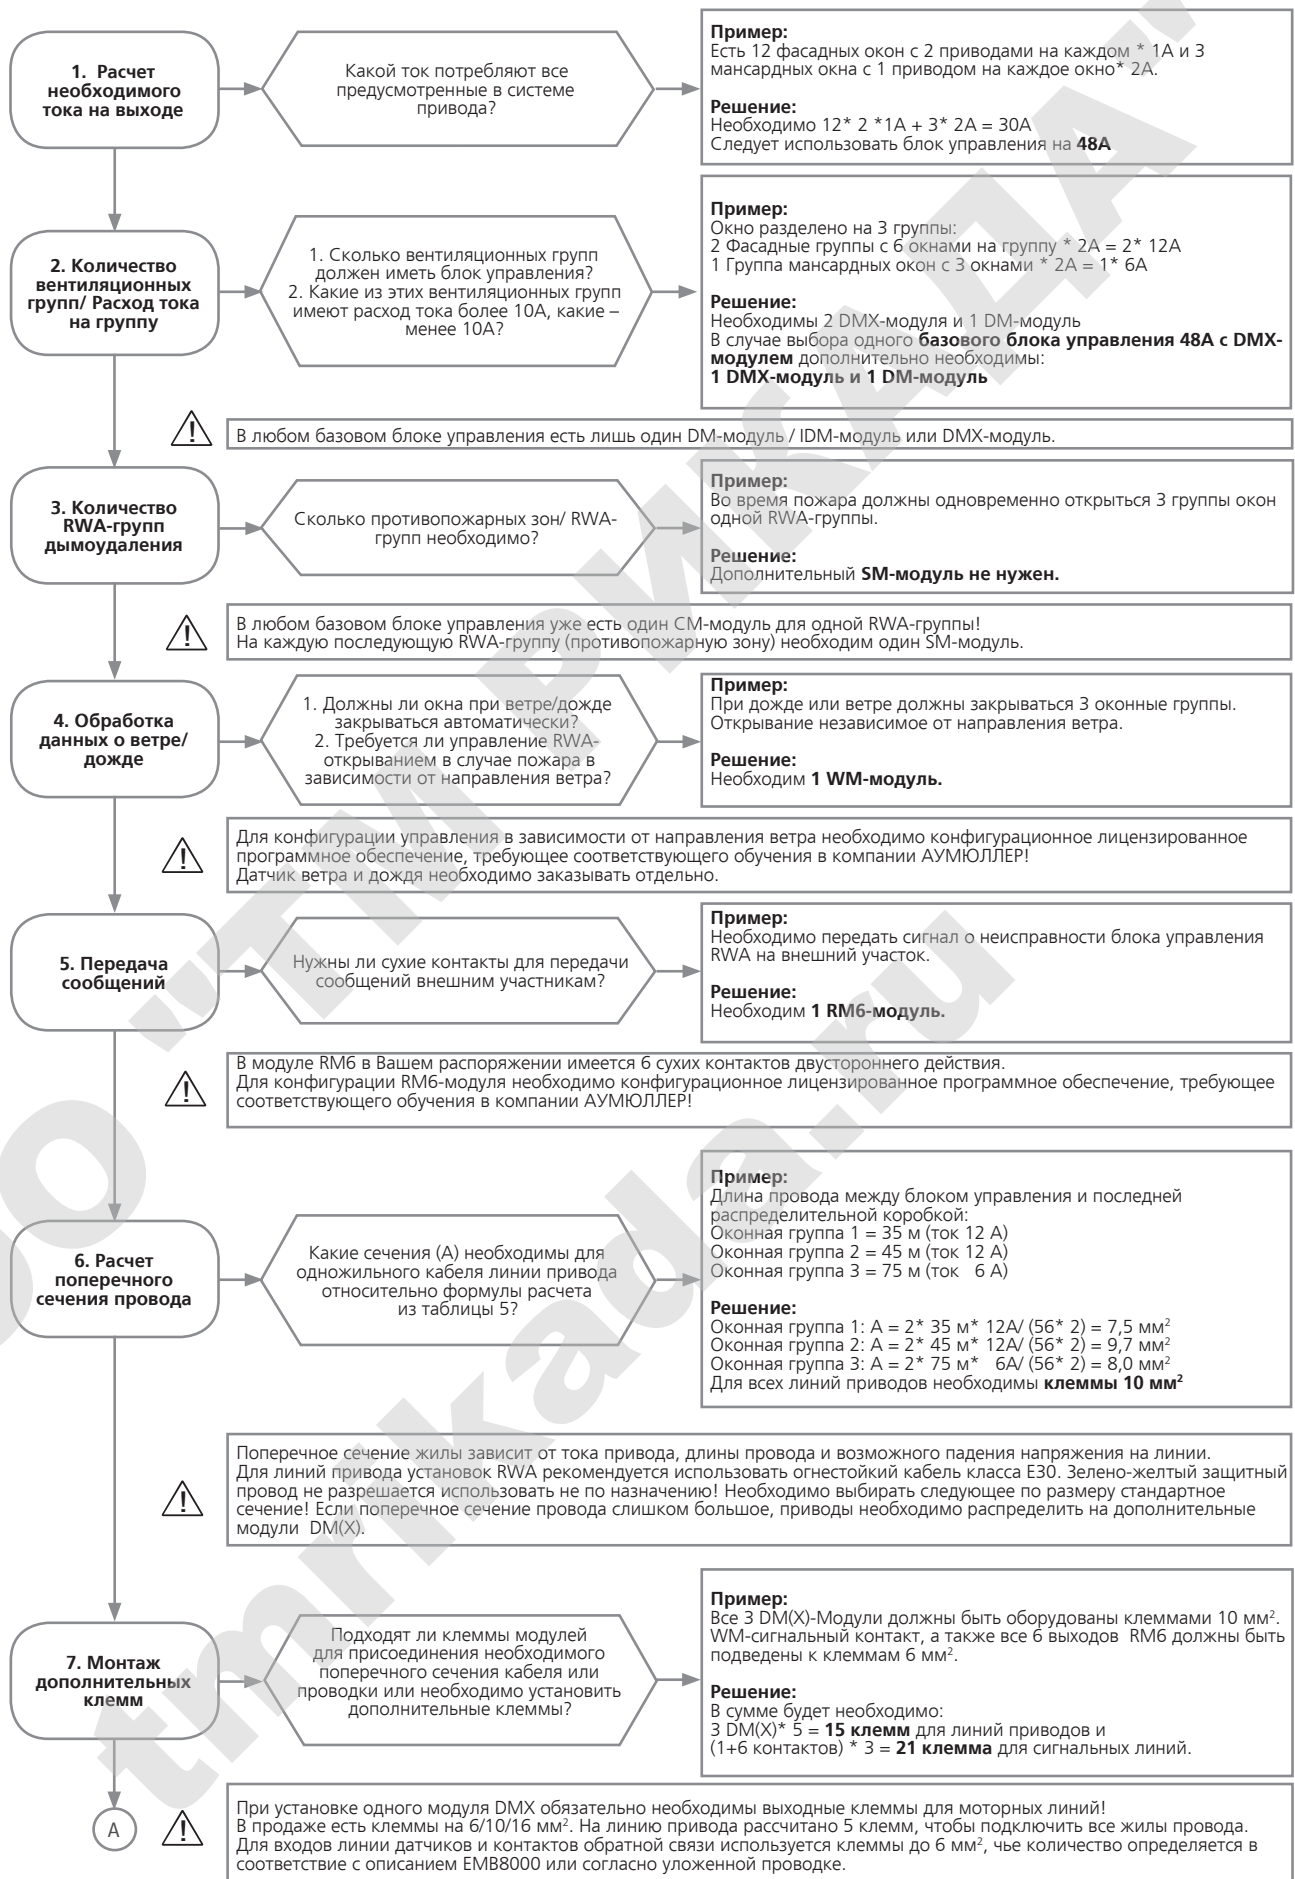 1. Расчет
необходимого
тока на выходе
Какой ток потребляют все
предусмотренные в системе
привода?
Пример:
Есть 12 фасадных окон с 2 приводами на каждом * 1А и 3
мансардных окна с 1 приводом на каждое окно* 2А.
Решение:
Необходимо 12* 2 *1А + 3* 2А = 30А
Следует использовать блок управления на 48А
2. Количество
вентиляционных
групп/ Расход тока
на группу
1. Сколько вентиляционных групп
должен иметь блок управления?
2. Какие из этих вентиляционных групп
имеют расход тока более 10А, какие –
менее 10А?
Пример:
Окно разделено на 3 группы:
2 Фасадные группы с 6 окнами на группу * 2А = 2* 12А
1 Группа мансардных окон с 3 окнами * 2А = 1* 6А
Решение:
Необходимы 2 DMX-модуля и 1 DM-модуль
В случае выбора одного базового блока управления 48А с DMX-
модулем дополнительно необходимы:
1 DMX-модуль и 1 DM-модуль
В любом базовом блоке управления есть лишь один DM-модуль / IDM-модуль или DMX-модуль.
3. Количество
RWA-групп
дымоудаления
Сколько противопожарных зон/ RWA-
групп необходимо?
Пример:
Во время пожара должны одновременно открыться 3 группы окон
одной RWA-группы.
Решение:
Дополнительный SM-модуль не нужен.
В любом базовом блоке управления уже есть один СМ-модуль для одной RWA-группы!
На каждую последующую RWA-группу (противопожарную зону) необходим один SM-модуль.
4. Обработка
данных о ветре/
дожде
1. Должны ли окна при ветре/дожде
закрываться автоматически?
2. Требуется ли управление RWA-
открыванием в случае пожара в
зависимости от направления ветра?
Пример:
При дожде или ветре должны закрываться 3 оконные группы.
Открывание независимое от направления ветра.
Решение:
Необходим 1 WM-модуль.
Для конфигурации управления в зависимости от направления ветра необходимо конфигурационное лицензированное
программное обеспечение, требующее соответствующего обучения в компании АУМЮЛЛЕР!
Датчик ветра и дождя необходимо заказывать отдельно.
5. Передача
сообщений
Нужны ли сухие контакты для передачи
сообщений внешним участникам?
Пример:
Необходимо передать сигнал о неисправности блока управления
RWA на внешний участок.
Решение:
Необходим 1 RM6-модуль.
В модуле RM6 в Вашем распоряжении имеется 6 сухих контактов двустороннего действия.
Для конфигурации RM6-модуля необходимо конфигурационное лицензированное программное обеспечение, требующее
соответствующего обучения в компании АУМЮЛЛЕР!
6. Расчет
поперечного
сечения провода
Какие сечения (А) необходимы для
одножильного кабеля линии привода
относительно формулы расчета
из таблицы 5?
Пример:
Длина провода между блоком управления и последней
распределительной коробкой:
Оконная группа 1 = 35 м (ток 12 А)
Оконная группа 2 = 45 м (ток 12 А)
Оконная группа 3 = 75 м (ток 6 А)
Решение:
Оконная группа 1: А = 2* 35 м* 12А/ (56* 2) = 7,5 мм²
Оконная группа 2: А = 2* 45 м* 12А/ (56* 2) = 9,7 мм²
Оконная группа 3: А = 2* 75 м* 6А/ (56* 2) = 8,0 мм²
Для всех линий приводов необходимы клеммы 10 мм²
Поперечное сечение жилы зависит от тока привода, длины провода и возможного падения напряжения на линии.
Для линий привода установок RWA рекомендуется использовать огнестойкий кабель класса Е30. Зелено-желтый защитный
провод не разрешается использовать не по назначению! Необходимо выбирать следующее по размеру стандартное
сечение! Если поперечное сечение провода слишком большое, приводы необходимо распределить на дополнительные
модули DM(X).
7. Монтаж
дополнительных
клемм
Подходят ли клеммы модулей
для присоединения необходимого
поперечного сечения кабеля или
проводки или необходимо установить
дополнительные клеммы?
Пример:
Все 3 DM(X)-Модули должны быть оборудованы клеммами 10 мм².
WM-сигнальный контакт, а также все 6 выходов RM6 должны быть
подведены к клеммам 6 мм².
Решение:
В сумме будет необходимо:
3 DM(X)* 5 = 15 клемм для линий приводов и
(1+6 контактов) * 3 = 21 клемма для сигнальных линий.
А
При установке одного модуля DMX обязательно необходимы выходные клеммы для моторных линий!
В продаже есть клеммы на 6/10/16 мм². На линию привода рассчитано 5 клемм, чтобы подключить все жилы провода.
Для входов линии датчиков и контактов обратной связи используется клеммы до 6 мм², чье количество определяется в
соответствие с описанием EMB8000 или согласно уложенной проводке.
ОО "ТМ РИКАДА"
tmrikada.ru